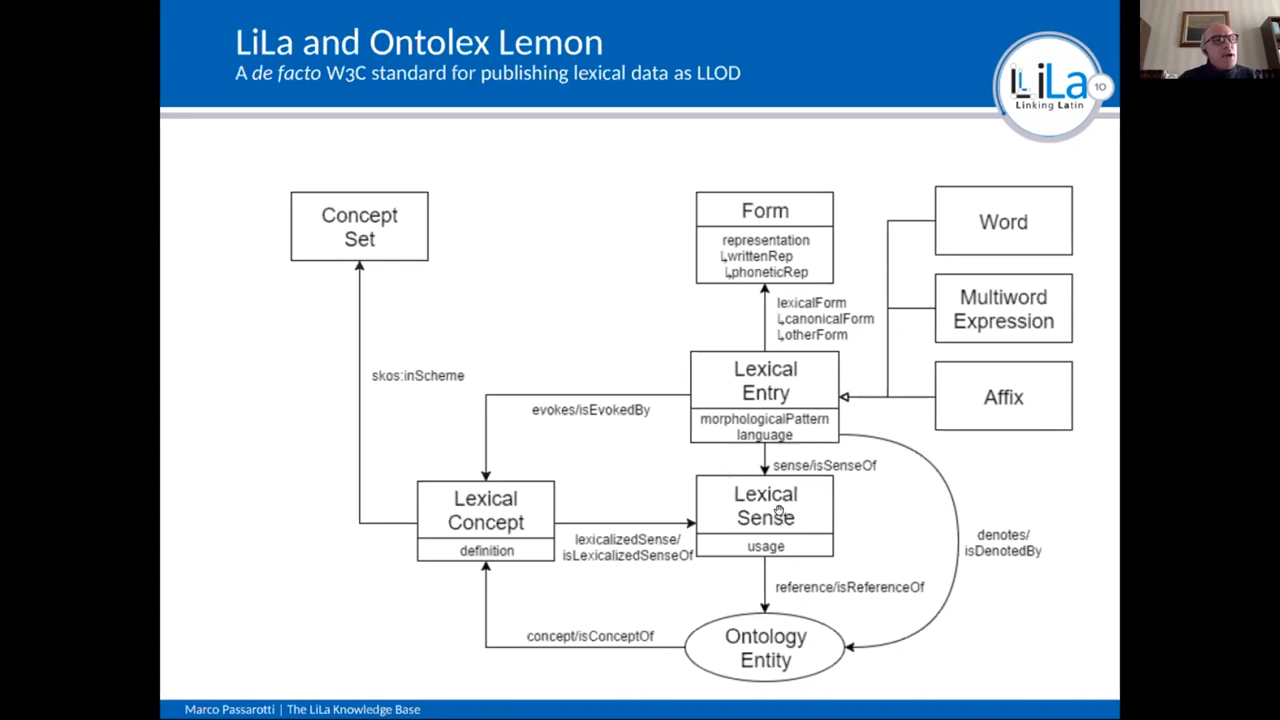 LiLa and Ontolex Lemon
A de facto W3C standard for publishing lexical data as LLOD
LiLa
Linking Latin
10
Concept
Set
Form
representation
↳writtenRep
↳phoneticRep
Word
Multiword
Expression
Affix
lexicalForm
↳canonicalForm
↳otherForm
skos:inScheme
Lexical
Entry
morphologicalPattern
language
evokes/isEvokedBy
sense/isSenseOf
Lexical
Concept
definition
lexicalizedSense/
isLexicalizedSenseOf
Lexical
Sense
usage
denotes/
isDenotedBy
reference/isReferenceOf
concept/isConceptOf
Ontology
Entity
Marco Passarotti | The LiLa Knowledge Base